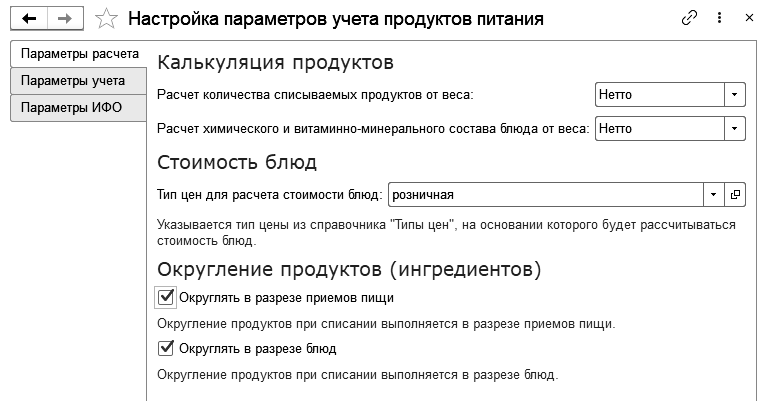 Настройка параметров учета продуктов питания
Параметры расчета
Параметры учета
Параметры ИФО
Калькуляция продуктов
Расчет количества списываемых продуктов от веса: Нетто
Расчет химического и витаминно-минерального состава блюда от веса: Нетто
Стоимость блюд
Тип цен для расчета стоимости блюд: розничная
Указывается тип цены из справочника "Типы цен", на основании которого будет рассчитываться
стоимость блюд.
Округление продуктов (ингредиентов)
Округлять в разрезе приемов пищи
Округление продуктов при списании выполняется в разрезе приемов пищи.
Округлять в разрезе блюд
Округление продуктов при списании выполняется в разрезе блюд.